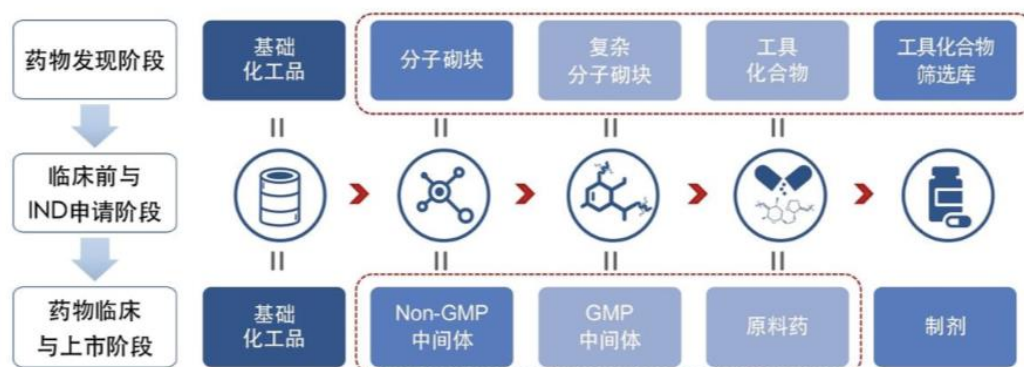 药物发现阶段
基础
化工品
分子砌块
复杂
分子砌块
工具
化合物
工具化合物
筛选库
临床前与
IND申请阶段
药物临床
与上市阶段
基础
化工品
Non-GMP
中间体
GMP
中间体
原料药
制剂